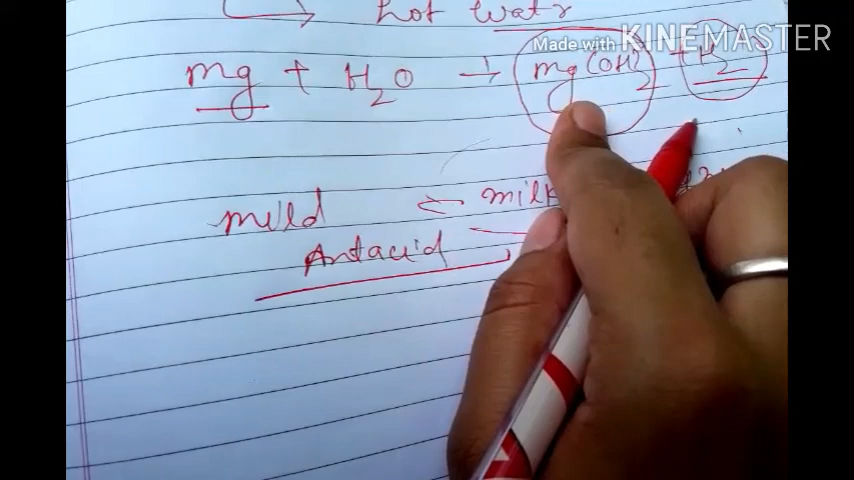 hot water
Made with KINEMASTER
mg + H2O → mg(OH)2 + H2
mild ← milk
Antacid